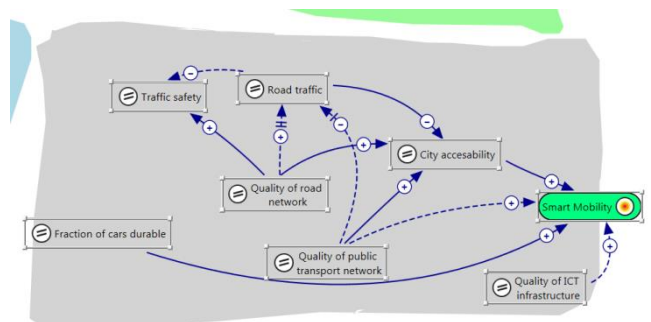 Traffic safety
Road traffic
City accesability
Quality of road
network
Smart Mobility
Fraction of cars durable
Quality of public
transport network
Quality of ICT
infrastructure
−
+
+
−
−
+
+
+
+
+
+